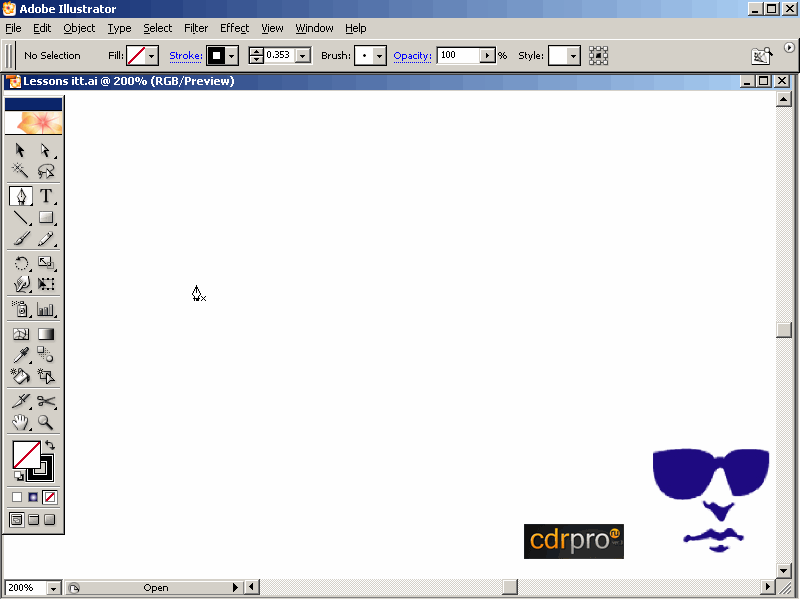 Adobe Illustrator
File Edit Object Type Select Filter Effect View Window Help
No Selection Fill: Stroke: 0.353 Brush: Opacity: 100 % Style:
Lessons itt.ai @ 200% (RGB/Preview)
T
cdrpro ru
200% Open